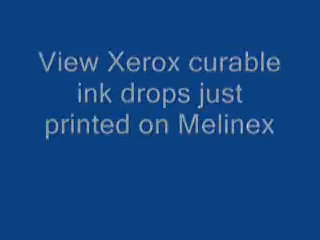 View Xerox curable
ink drops just
printed on Melinex